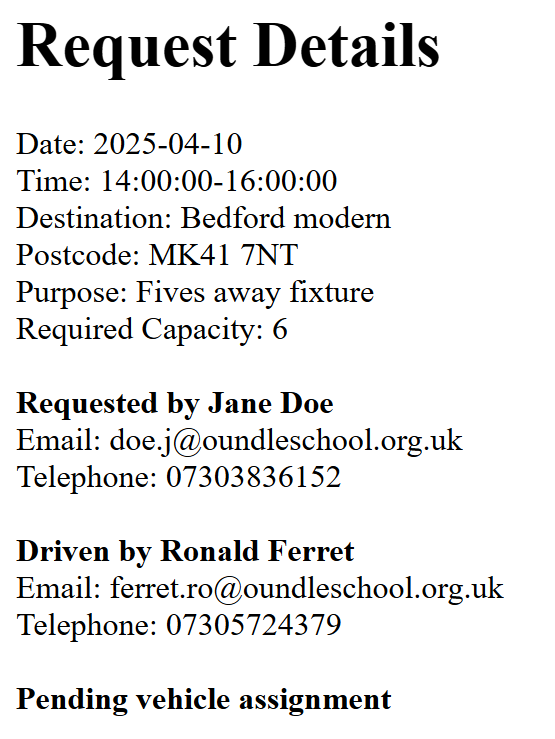 Request Details
Date: 2025-04-10
Time: 14:00:00-16:00:00
Destination: Bedford modern
Postcode: MK41 7NT
Purpose: Fives away fixture
Required Capacity: 6
Requested by Jane Doe
Email: doe.j@oundleschool.org.uk
Telephone: 07303836152
Driven by Ronald Ferret
Email: ferret.ro@oundleschool.org.uk
Telephone: 07305724379
Pending vehicle assignment